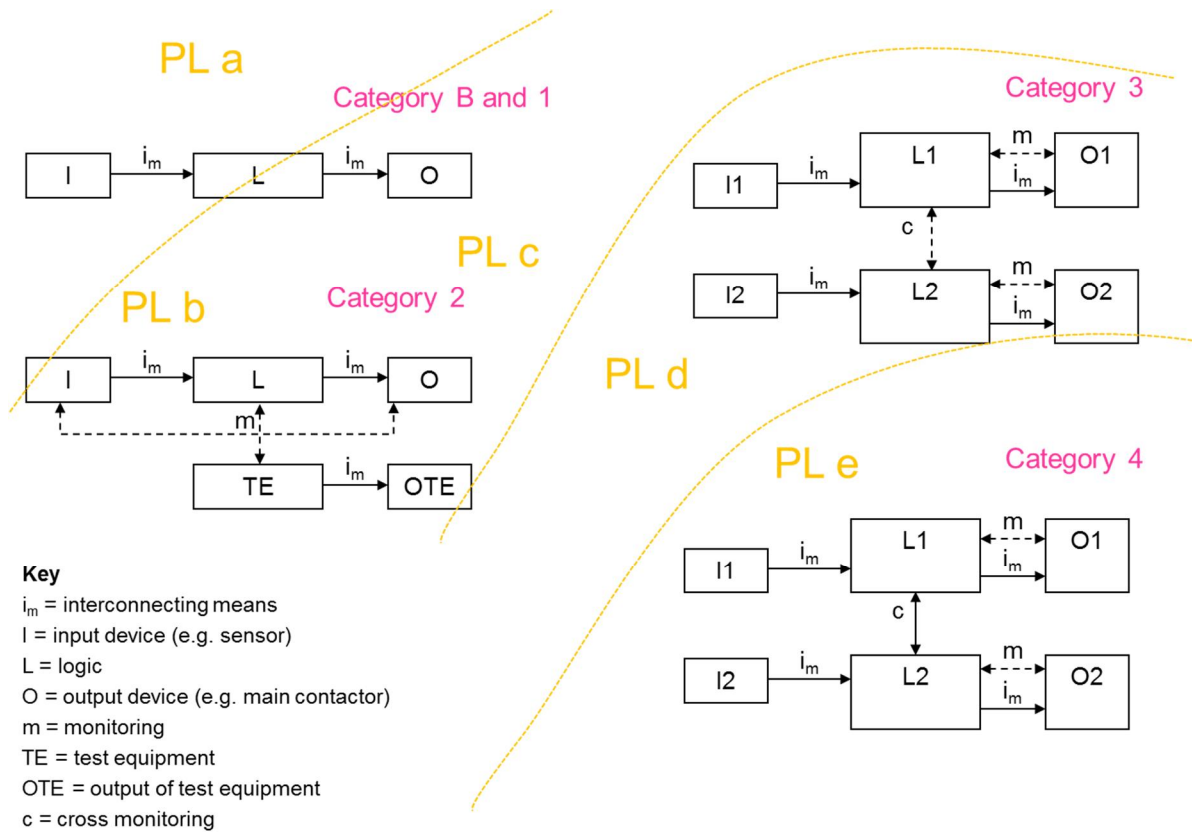 PL a
Category B and 1
I
im
L
im
O
PL c
PL b
Category 2
I
im
L
im
O
m
TE
im
OTE
Category 3
I1
im
L1
m
im
O1
c
I2
im
L2
m
im
O2
PL d
PL e
Category 4
I1
im
L1
m
im
O1
c
I2
im
L2
m
im
O2
Key
im = interconnecting means
I = input device (e.g. sensor)
L = logic
O = output device (e.g. main contactor)
m = monitoring
TE = test equipment
OTE = output of test equipment
c = cross monitoring